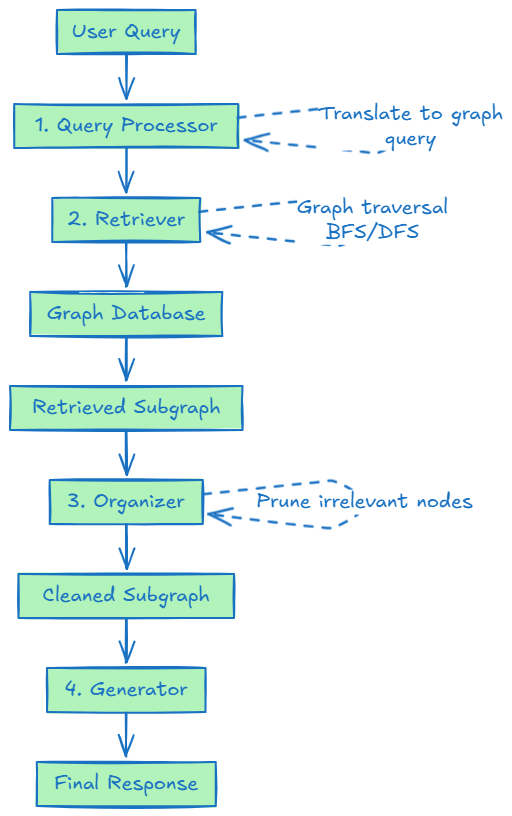 User Query
1. Query Processor
Translate to graph
query
2. Retriever
Graph traversal
BFS/DFS
Graph Database
Retrieved Subgraph
3. Organizer
Prune irrelevant nodes
Cleaned Subgraph
4. Generator
Final Response